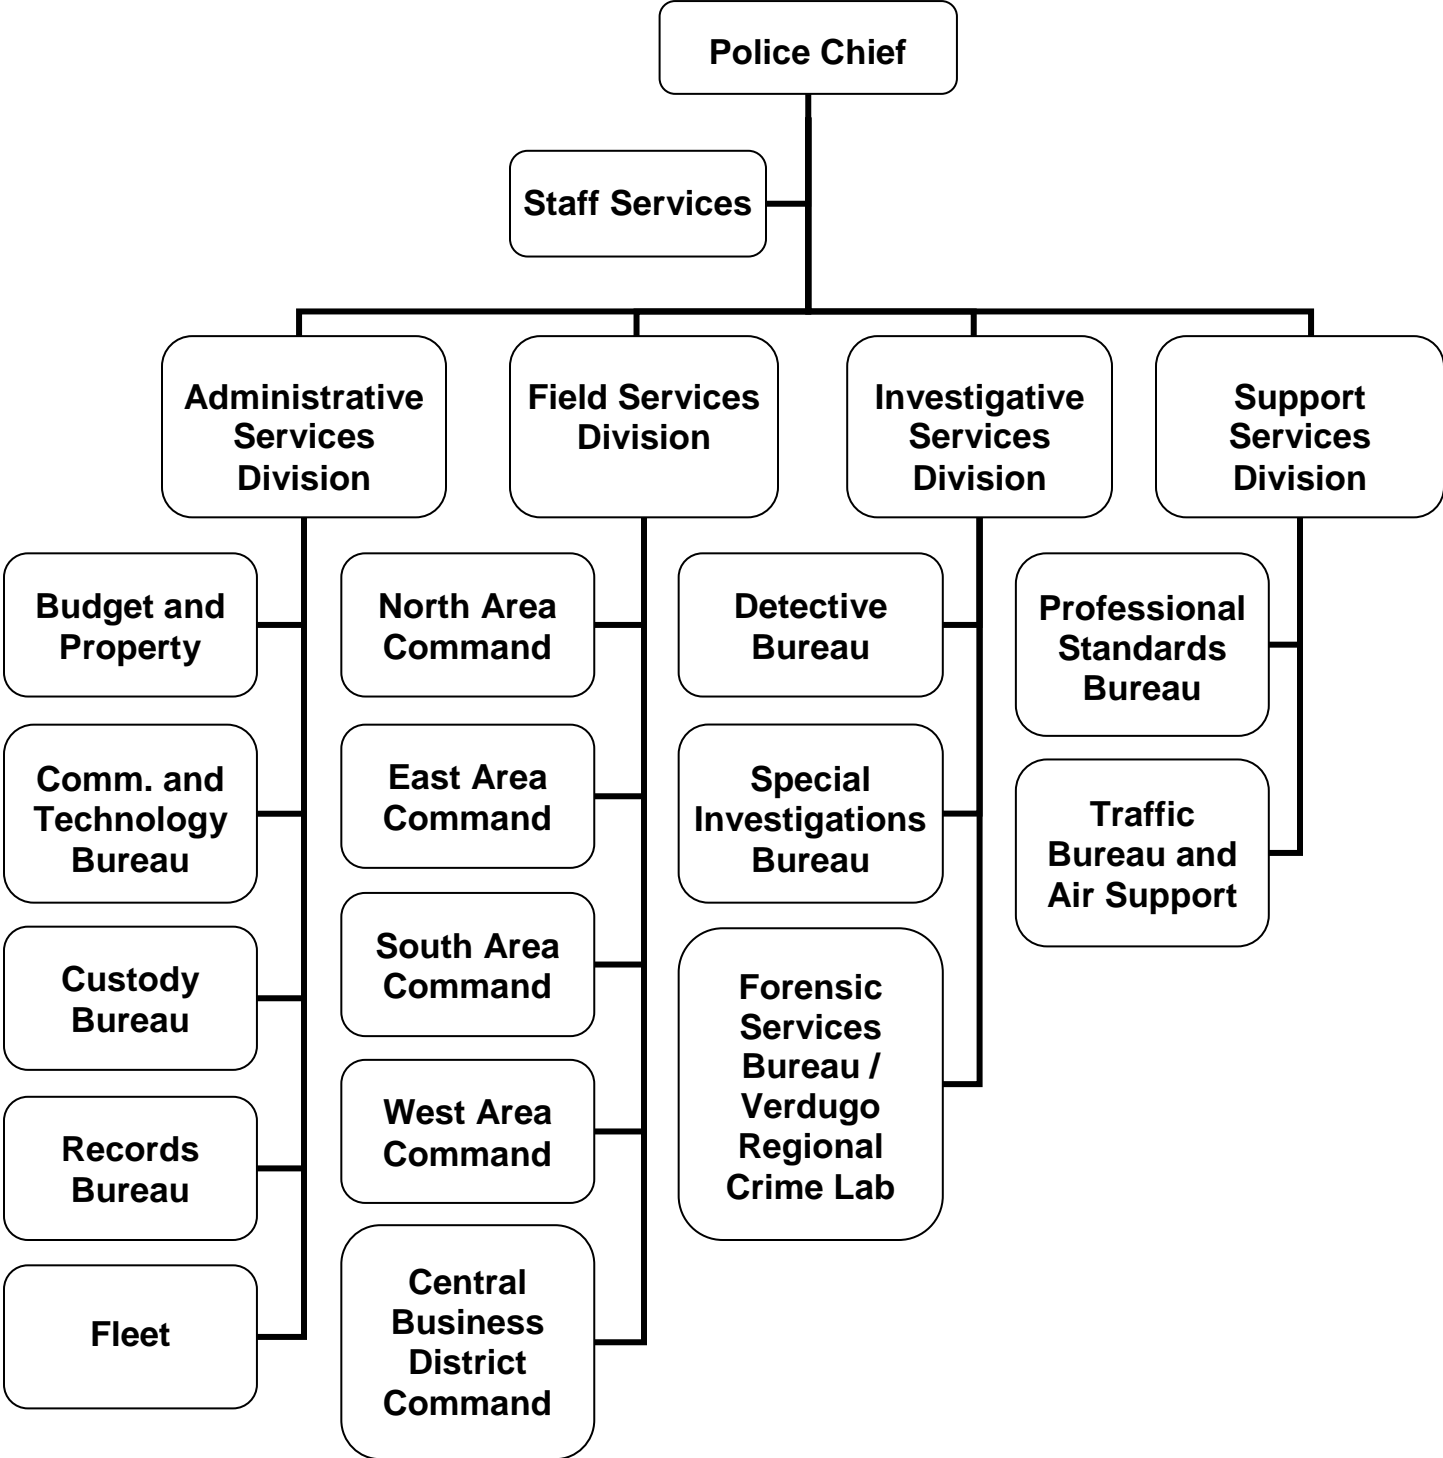 Police Chief
Staff Services
Administrative
Services
Division
Field Services
Division
Investigative
Services
Division
Support
Services
Division
Budget and
Property
Comm. and
Technology
Bureau
Custody
Bureau
Records
Bureau
Fleet
North Area
Command
East Area
Command
South Area
Command
West Area
Command
Central
Business
District
Command
Detective
Bureau
Special
Investigations
Bureau
Forensic
Services
Bureau /
Verdugo
Regional
Crime Lab
Professional
Standards
Bureau
Traffic
Bureau and
Air Support